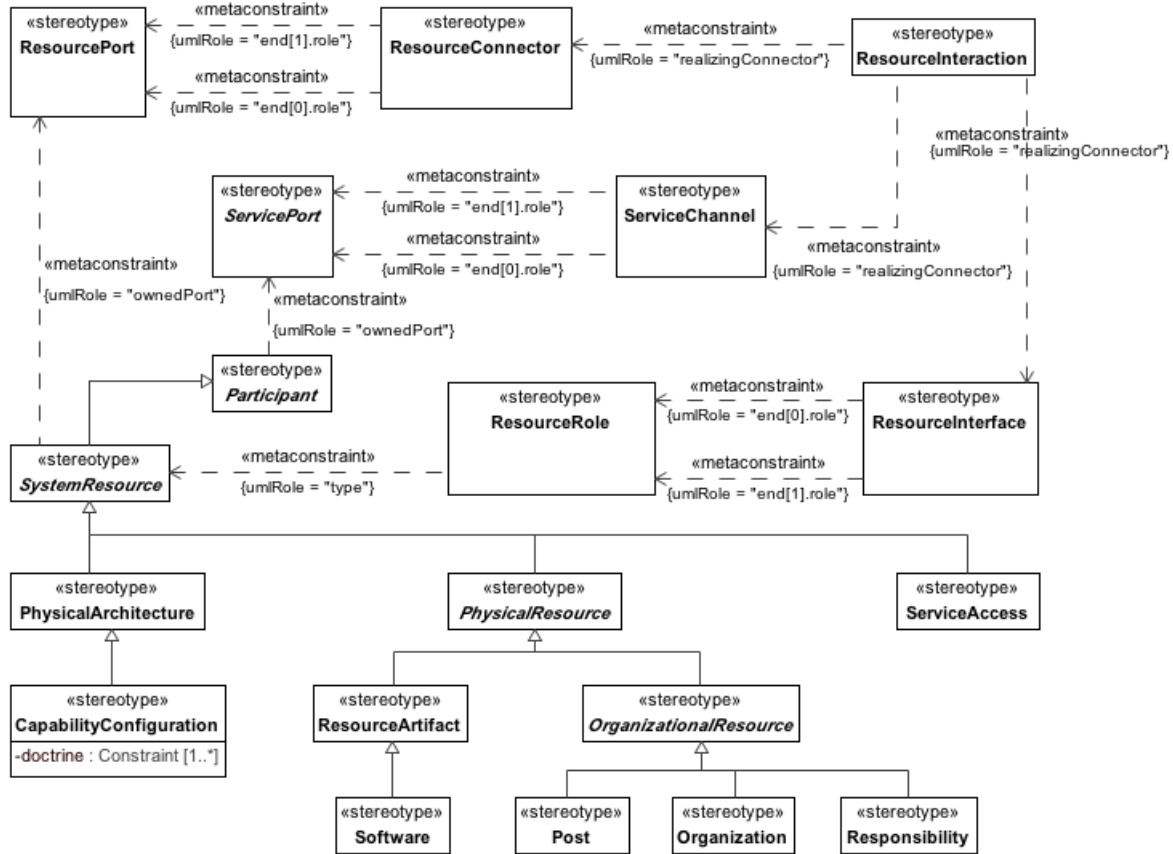 «stereotype»
ResourcePort
«metaconstraint»
{umlRole = "end[1].role"}
{umlRole = "end[0].role"}
«metaconstraint»
«stereotype»
ResourceConnector
«metaconstraint»
{umlRole = "realizingConnector"}
«stereotype»
ResourceInteraction
«metaconstraint»
{umlRole = "realizingConnector"}
«stereotype»
ServicePort
«metaconstraint»
{umlRole = "end[1].role"}
«metaconstraint»
{umlRole = "end[0].role"}
«stereotype»
ServiceChannel
«metaconstraint»
{umlRole = "realizingConnector"}
«metaconstraint»
{umlRole = "ownedPort"}
«metaconstraint»
{umlRole = "ownedPort"}
«stereotype»
Participant
«stereotype»
ResourceRole
«metaconstraint»
{umlRole = "end[0].role"}
«metaconstraint»
{umlRole = "end[1].role"}
«stereotype»
ResourceInterface
«stereotype»
SystemResource
«metaconstraint»
{umlRole = "type"}
«stereotype»
PhysicalArchitecture
«stereotype»
PhysicalResource
«stereotype»
ServiceAccess
«stereotype»
CapabilityConfiguration
-doctrine : Constraint [1..*]
«stereotype»
ResourceArtifact
«stereotype»
OrganizationalResource
«stereotype»
Software
«stereotype»
Post
«stereotype»
Organization
«stereotype»
Responsibility